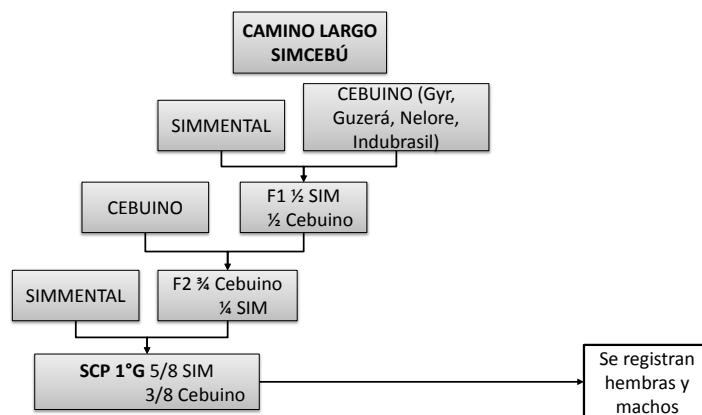 CAMINO LARGO
SIMCEBÚ
CEBUINO (Gyr,
Guzerá, Nelore,
Indubrasil)
SIMMENTAL
CEBUINO
F1 ½ SIM
½ Cebuino
SIMMENTAL
F2 ¾ Cebuino
¼ SIM
SCP 1°G 5/8 SIM
3/8 Cebuino
Se registran
hembras y
machos